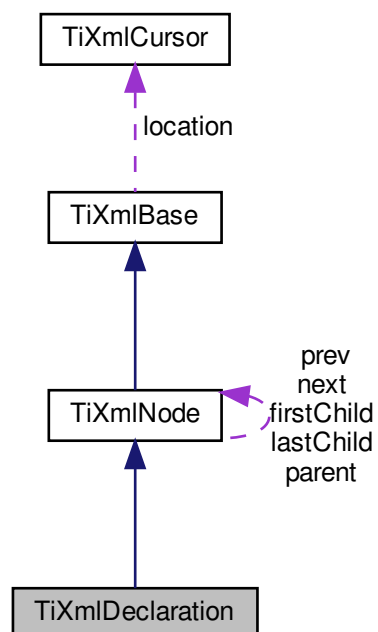 TiXmlCursor
location
TiXmlBase
prev
next
firstChild
lastChild
parent
TiXmlNode
TiXmlDeclaration